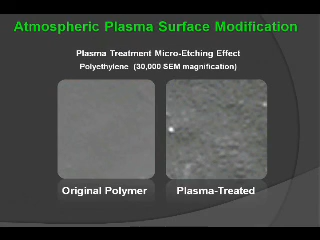 Atmospheric Plasma Surface Modification
Plasma Treatment Micro-Etching Effect
Polyethylene (30,000 SEM magnification)
Original Polymer
Plasma-Treated